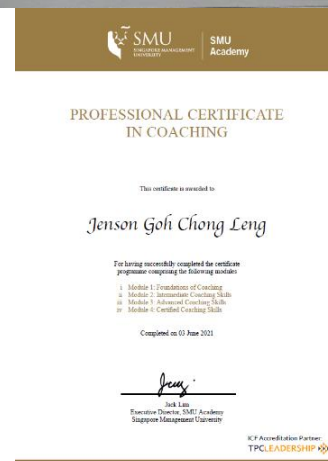 SMU
SINGAPORE MANAGEMENT
UNIVERSITY
SMU
Academy
PROFESSIONAL CERTIFICATE
IN COACHING
This certificate is awarded to
Jenson Goh Chong Leng
For having successfully completed the certificate
programme comprising the following modules
i Module 1: Foundations of Coaching
ii Module 2: Intermediate Coaching Skills
iii Module 3: Advanced Coaching Skills
iv Module 4: Certified Coaching Skills
Completed on 03 June 2021
Jack Lim
Executive Director, SMU Academy
Singapore Management University
ICF Accreditation Partner
TPCLEADERSHIP